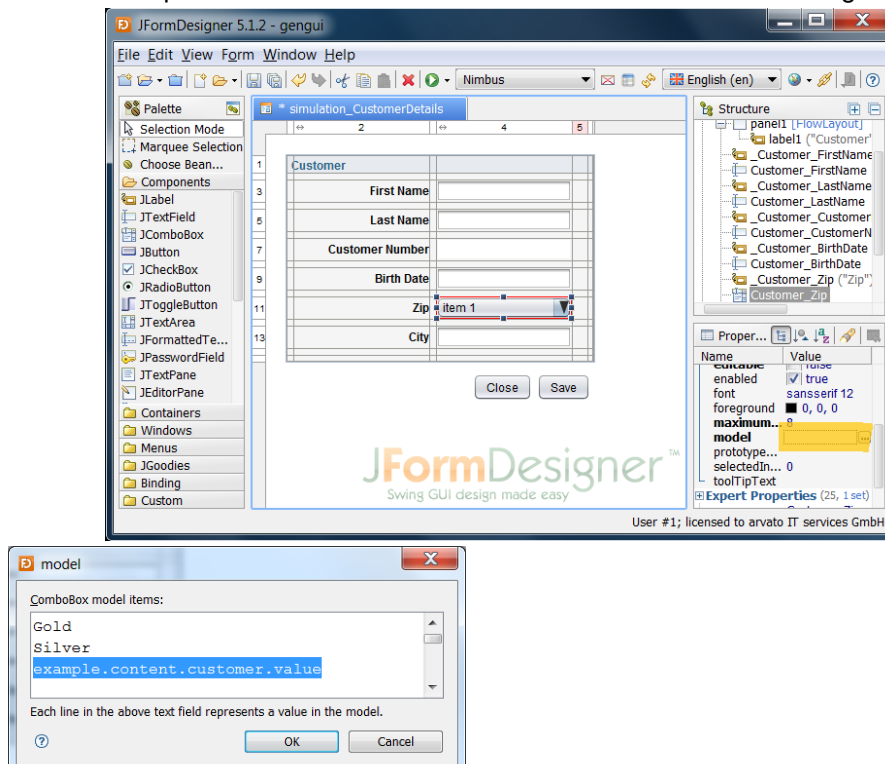 JFormDesigner 5.1.2 - gengui
File Edit View Form Window Help
Nimbus
English (en)
Palette
Selection Mode
Marquee Selection
Choose Bean...
Components
JLabel
JTextField
JComboBox
JButton
JCheckBox
JRadioButton
JToggleButton
JTextArea
JFormattedTe...
JPasswordField
JTextPane
JEditorPane
Containers
Windows
Menus
JGoodies
Binding
Custom
* simulation_CustomerDetails
2 4 5
1 Customer
3 First Name
5 Last Name
7 Customer Number
9 Birth Date
11 Zip item 1
13 City
Close Save
JFormDesigner™
Swing GUI design made easy
Structure
panel1 [FlowLayout]
label1 ("Customer"
_Customer_FirstName
Customer_FirstName
_Customer_LastName
Customer_LastName
_Customer_Customer
Customer_CustomerN
_Customer_BirthDate
Customer_BirthDate
_Customer_Zip ("Zip")
Customer_Zip
Proper...
Name Value
editable false
enabled true
font sansserif 12
foreground 0, 0, 0
maximum... 8
model ...
prototype...
selectedIn... 0
toolTipText
Expert Properties (25, 1 set)
User #1; licensed to arvato IT services GmbH
model
ComboBox model items:
Gold
Silver
example.content.customer.value
Each line in the above text field represents a value in the model.
OK Cancel